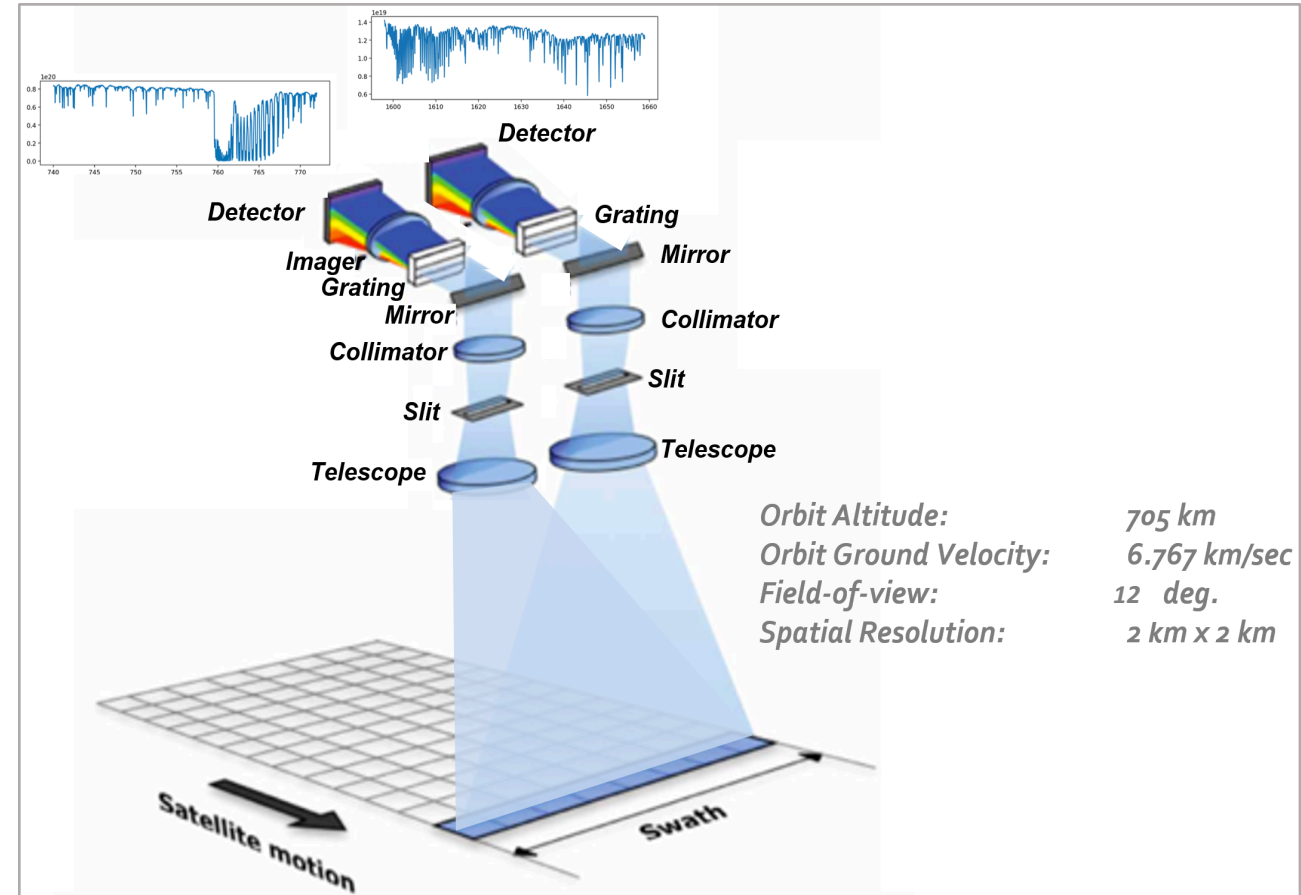 1e19
1.4
1.2
1.0
0.8
0.6
1600 1610 1620 1630 1640 1650 1660
1e20
0.8
0.6
0.4
0.2
0.0
740 745 750 755 760 765 770
Detector
Detector
Grating
Imager
Mirror
Grating
Mirror
Collimator
Collimator
Slit
Slit
Telescope
Telescope
Orbit Altitude: 705 km
Orbit Ground Velocity: 6.767 km/sec
Field-of-view: 12 deg.
Spatial Resolution: 2 km x 2 km
Satellite motion
Swath